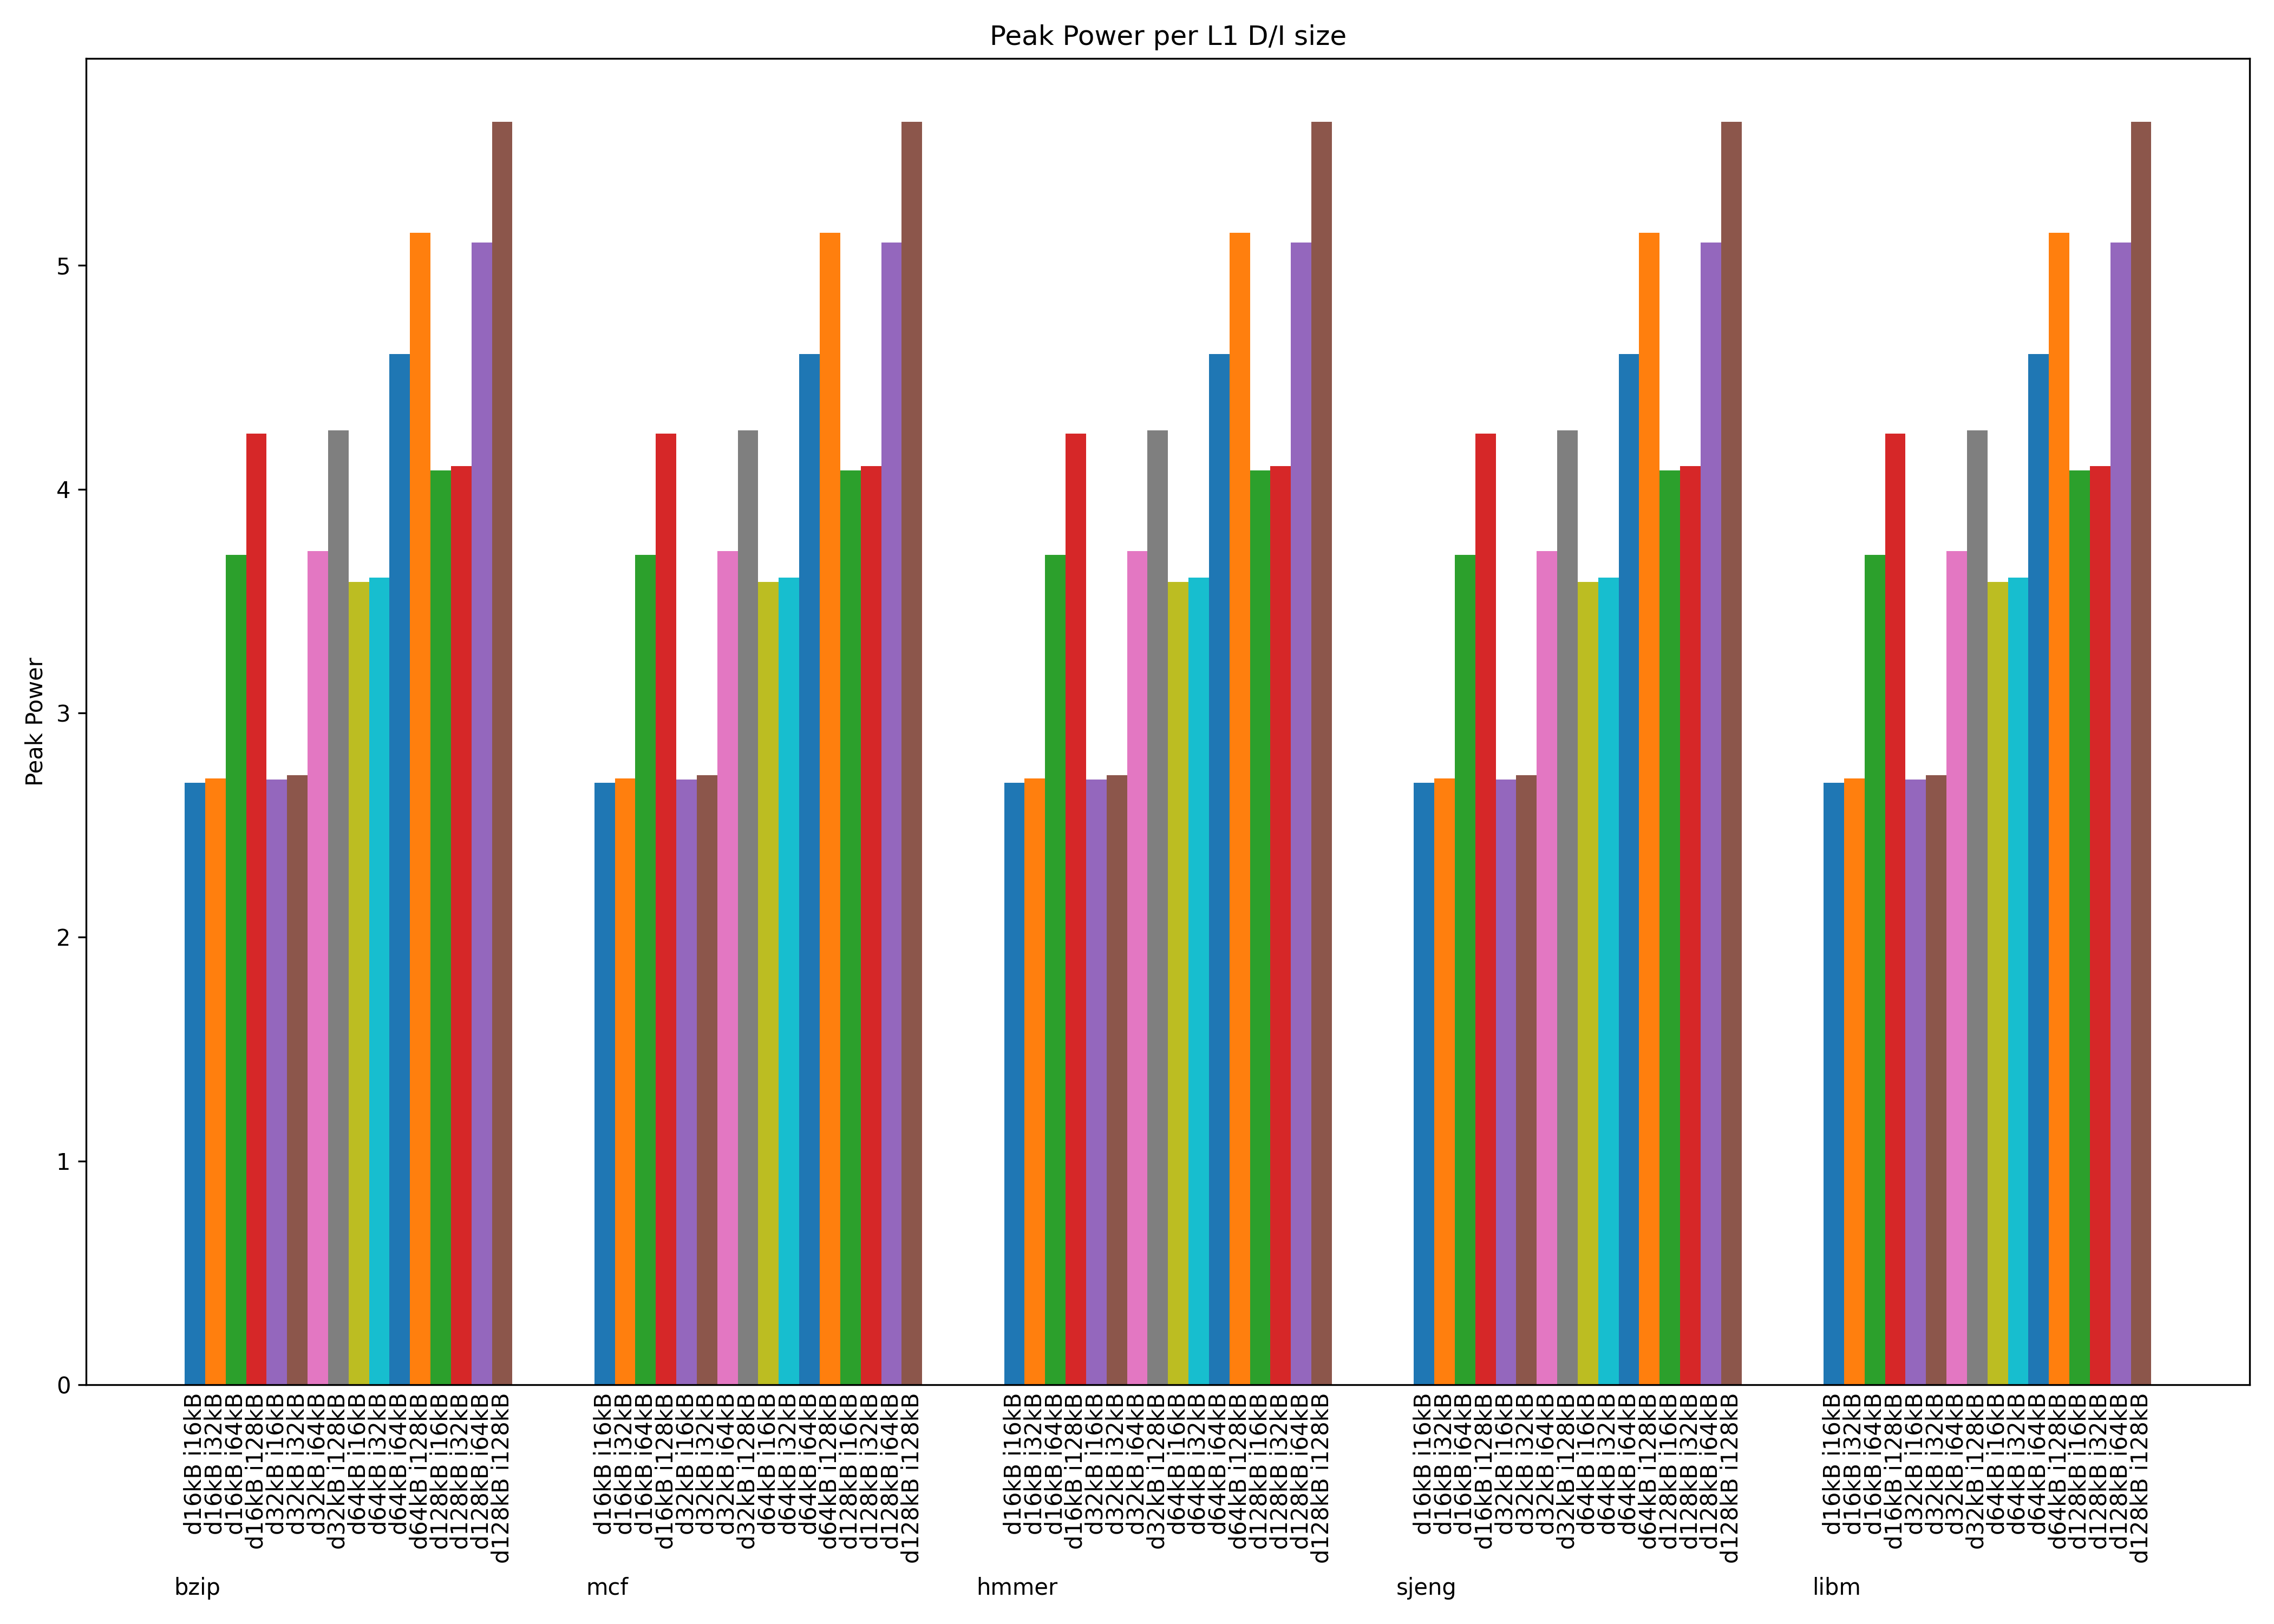 Peak Power per L1 D/I size
Peak Power
5
4
3
2
1
0
d16kB i16kB
d16kB i32kB
d16kB i64kB
d16kB i128kB
d32kB i16kB
d32kB i32kB
d32kB i64kB
d32kB i128kB
d64kB i16kB
d64kB i32kB
d64kB i64kB
d64kB i128kB
d128kB i16kB
d128kB i32kB
d128kB i64kB
d128kB i128kB
d16kB i16kB
d16kB i32kB
d16kB i64kB
d16kB i128kB
d32kB i16kB
d32kB i32kB
d32kB i64kB
d32kB i128kB
d64kB i16kB
d64kB i32kB
d64kB i64kB
d64kB i128kB
d128kB i16kB
d128kB i32kB
d128kB i64kB
d128kB i128kB
d16kB i16kB
d16kB i32kB
d16kB i64kB
d16kB i128kB
d32kB i16kB
d32kB i32kB
d32kB i64kB
d32kB i128kB
d64kB i16kB
d64kB i32kB
d64kB i64kB
d64kB i128kB
d128kB i16kB
d128kB i32kB
d128kB i64kB
d128kB i128kB
d16kB i16kB
d16kB i32kB
d16kB i64kB
d16kB i128kB
d32kB i16kB
d32kB i32kB
d32kB i64kB
d32kB i128kB
d64kB i16kB
d64kB i32kB
d64kB i64kB
d64kB i128kB
d128kB i16kB
d128kB i32kB
d128kB i64kB
d128kB i128kB
d16kB i16kB
d16kB i32kB
d16kB i64kB
d16kB i128kB
d32kB i16kB
d32kB i32kB
d32kB i64kB
d32kB i128kB
d64kB i16kB
d64kB i32kB
d64kB i64kB
d64kB i128kB
d128kB i16kB
d128kB i32kB
d128kB i64kB
d128kB i128kB
bzip
mcf
hmmer
sjeng
libm